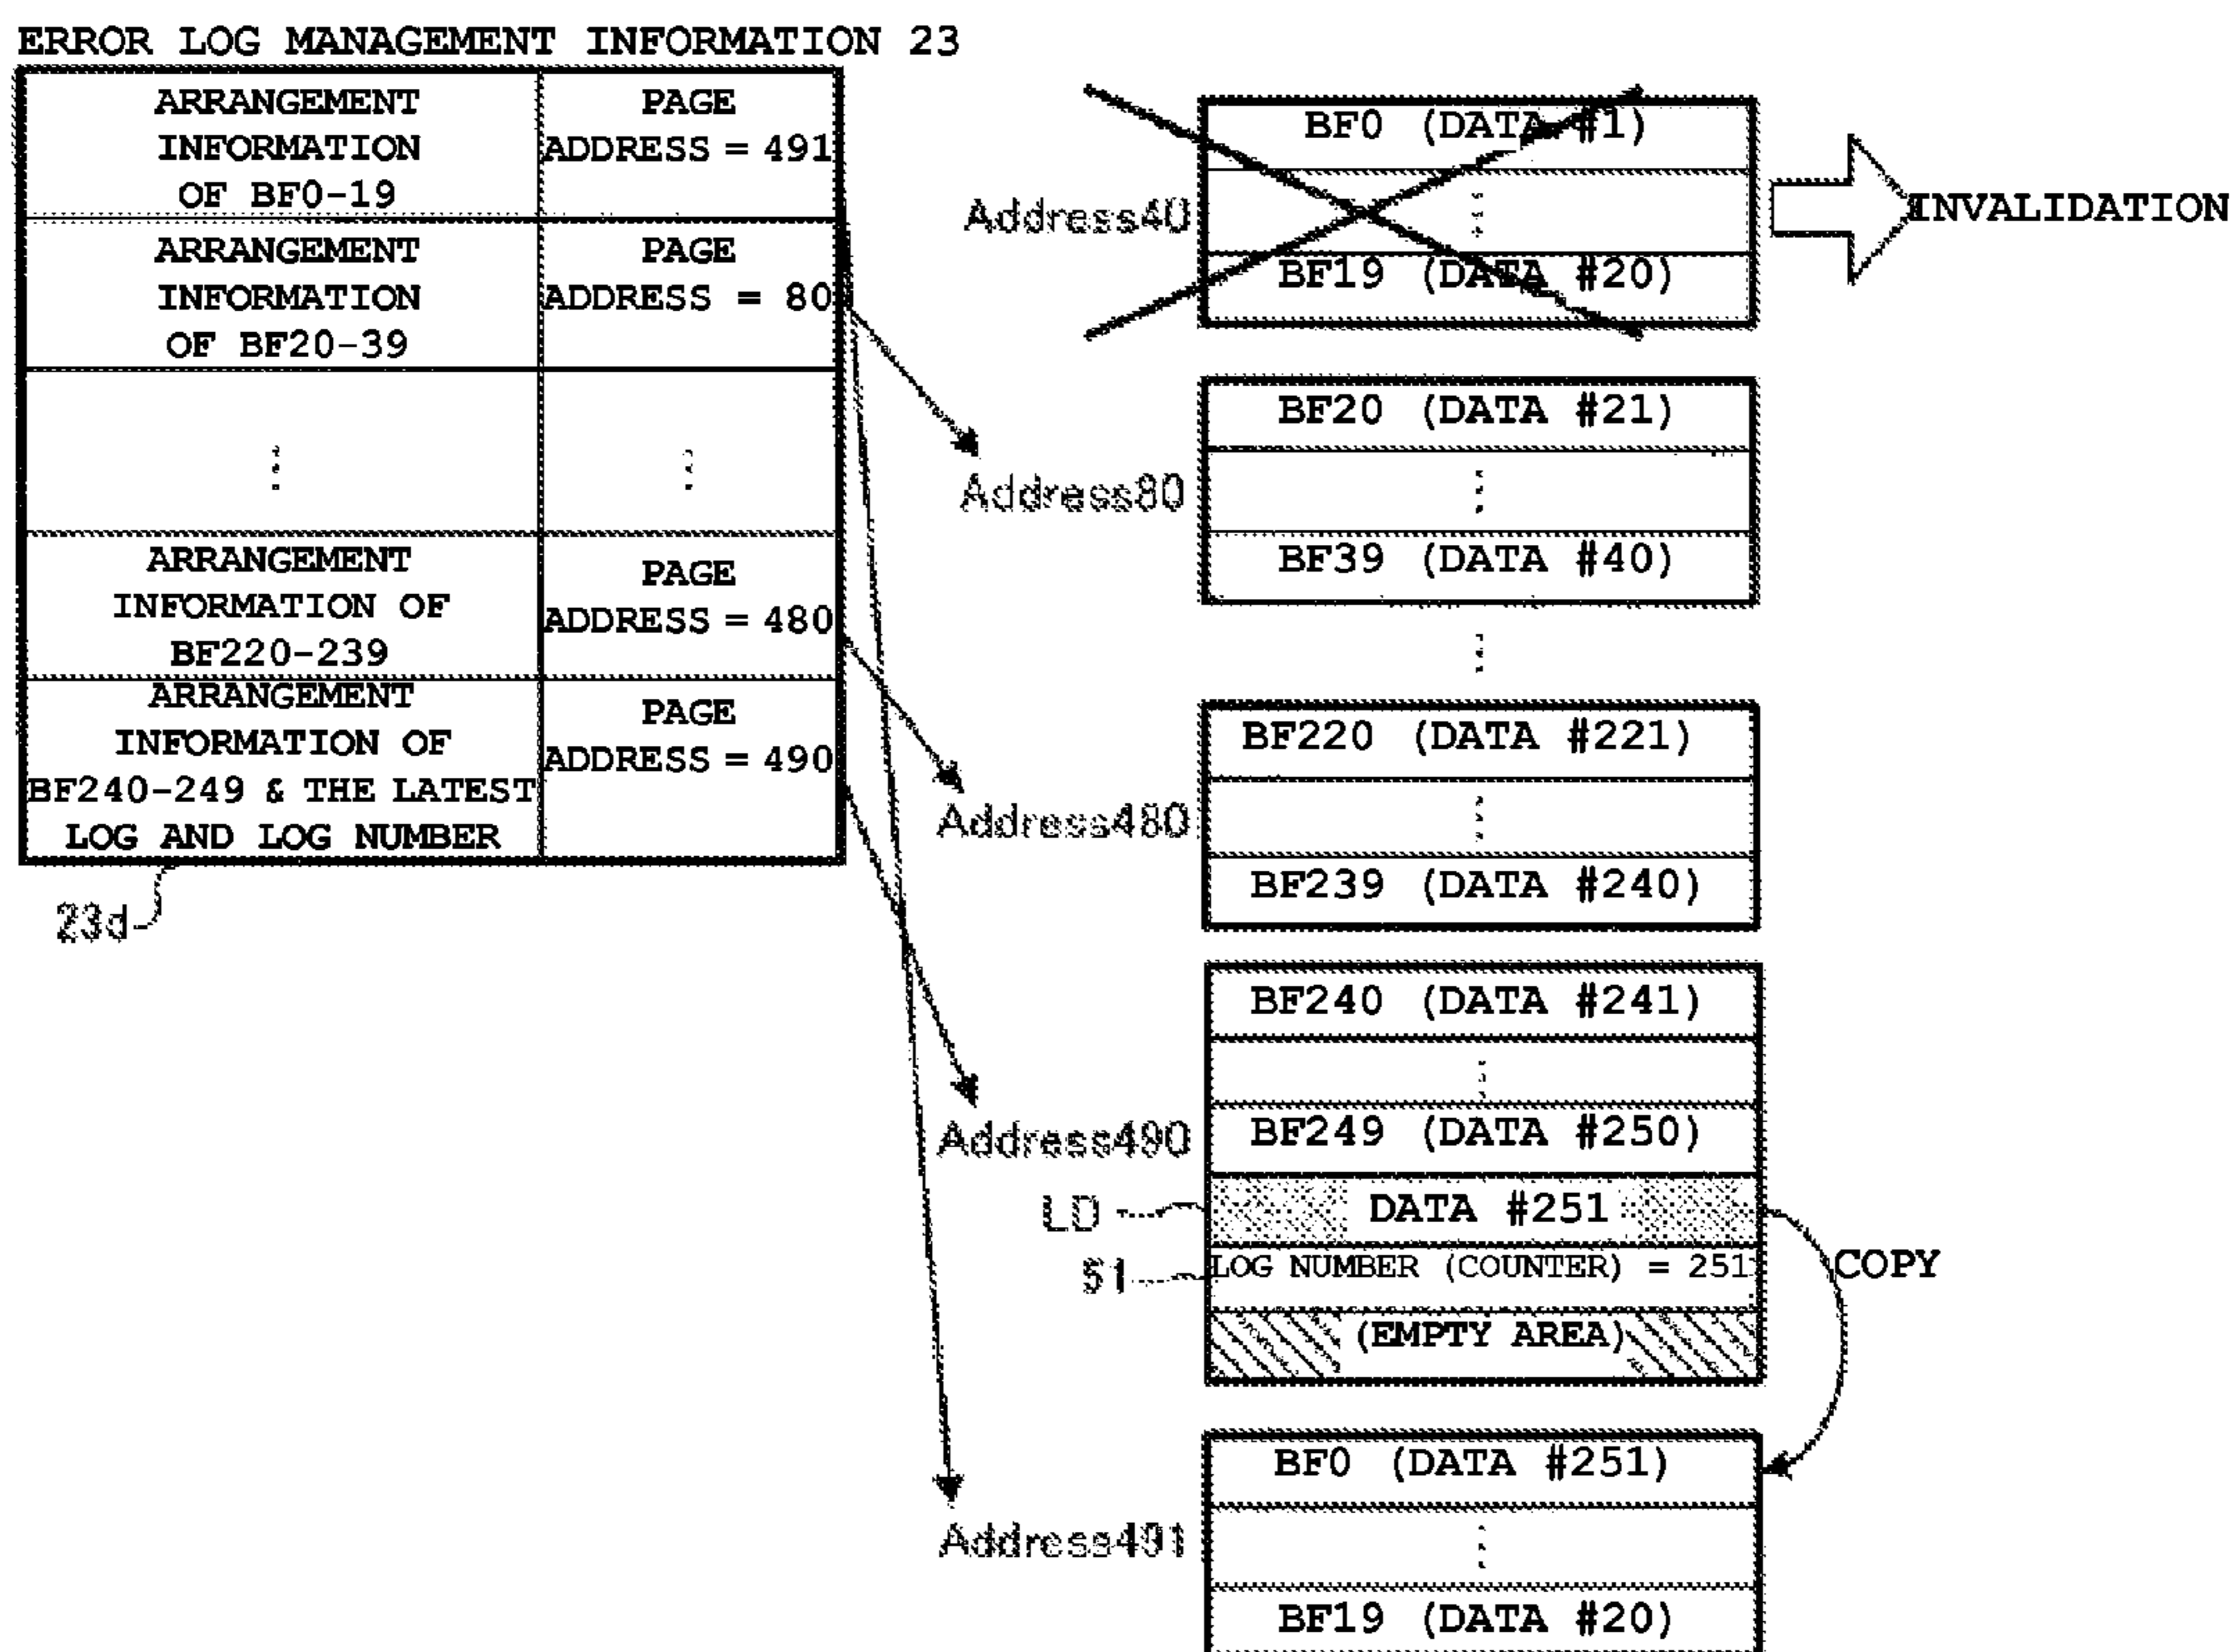 ERROR LOG MANAGEMENT INFORMATION 23
ARRANGEMENT
INFORMATION
OF BF0-19
PAGE
ADDRESS = 491
ARRANGEMENT
INFORMATION
OF BF20-39
PAGE
ADDRESS = 80
ARRANGEMENT
INFORMATION OF
BF220-239
PAGE
ADDRESS = 480
ARRANGEMENT
INFORMATION OF
BF240-249 & THE LATEST
LOG AND LOG NUMBER
PAGE
ADDRESS = 490
23d
Address40
BF0 (DATA #1)
BF19 (DATA #20)
INVALIDATION
Address80
BF20 (DATA #21)
BF39 (DATA #40)
Address480
BF220 (DATA #221)
BF239 (DATA #240)
Address490
BF240 (DATA #241)
BF249 (DATA #250)
LD
DATA #251
51
LOG NUMBER (COUNTER) = 251
(EMPTY AREA)
COPY
Address491
BF0 (DATA #251)
BF19 (DATA #20)